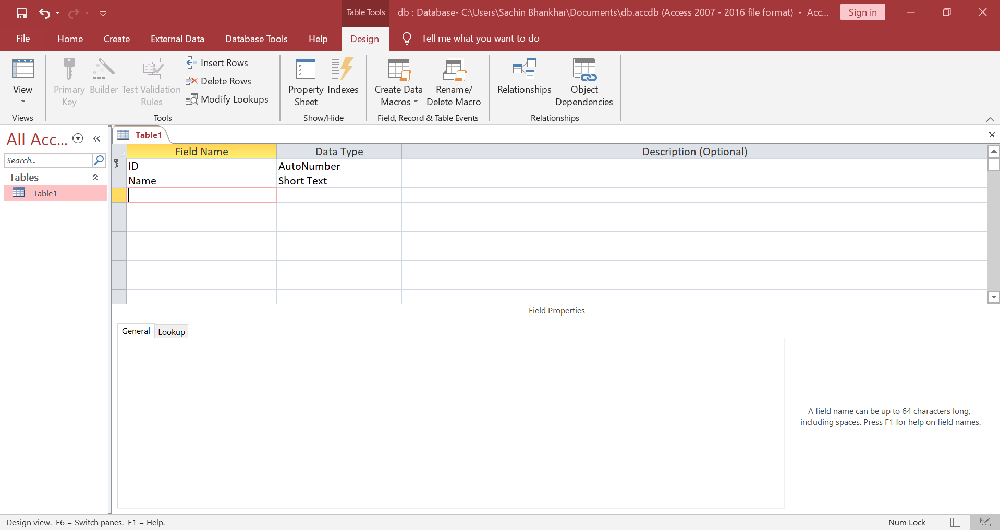 Table Tools
db : Database- C:\Users\Sachin Bhankhar\Documents\db.accdb (Access 2007 - 2016 file format) - Acc...
Sign in
File
Home
Create
External Data
Database Tools
Help
Design
Tell me what you want to do
View
Primary
Key
Builder
Test Validation
Rules
Insert Rows
Delete Rows
Modify Lookups
Property
Sheet
Indexes
Create Data
Macros
Rename/
Delete Macro
Relationships
Object
Dependencies
Views
Tools
Show/Hide
Field, Record & Table Events
Relationships
All Acc...
Search...
Tables
Table1
Table1
Field Name
Data Type
Description (Optional)
ID
AutoNumber
Name
Short Text
Field Properties
General
Lookup
A field name can be up to 64 characters long,
including spaces. Press F1 for help on field names.
Design view. F6 = Switch panes. F1 = Help.
Num Lock